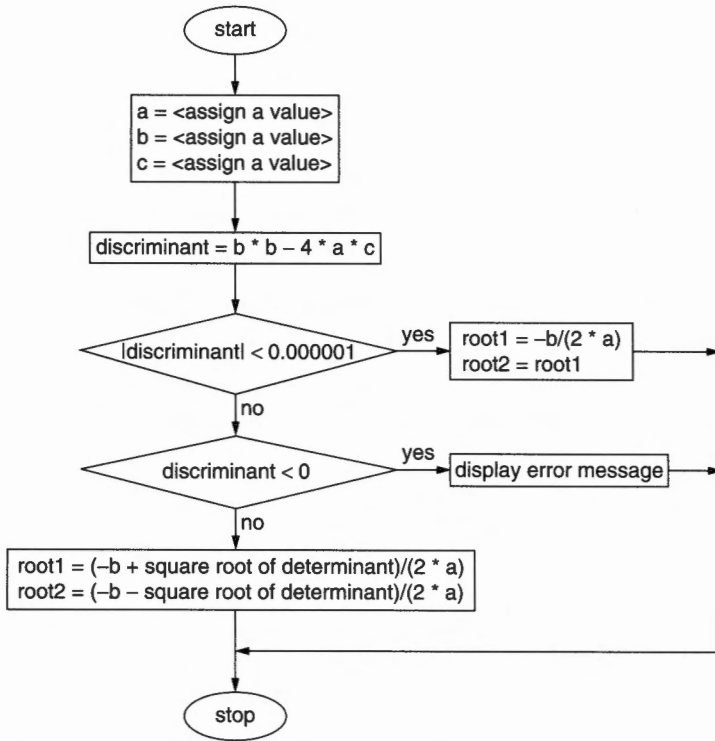 start
a = <assign a value>
b = <assign a value>
c = <assign a value>
discriminant = b * b – 4 * a * c
|discriminant| < 0.000001
yes
root1 = –b/(2 * a)
root2 = root1
no
discriminant < 0
yes
display error message
no
root1 = (–b + square root of determinant)/(2 * a)
root2 = (–b – square root of determinant)/(2 * a)
stop